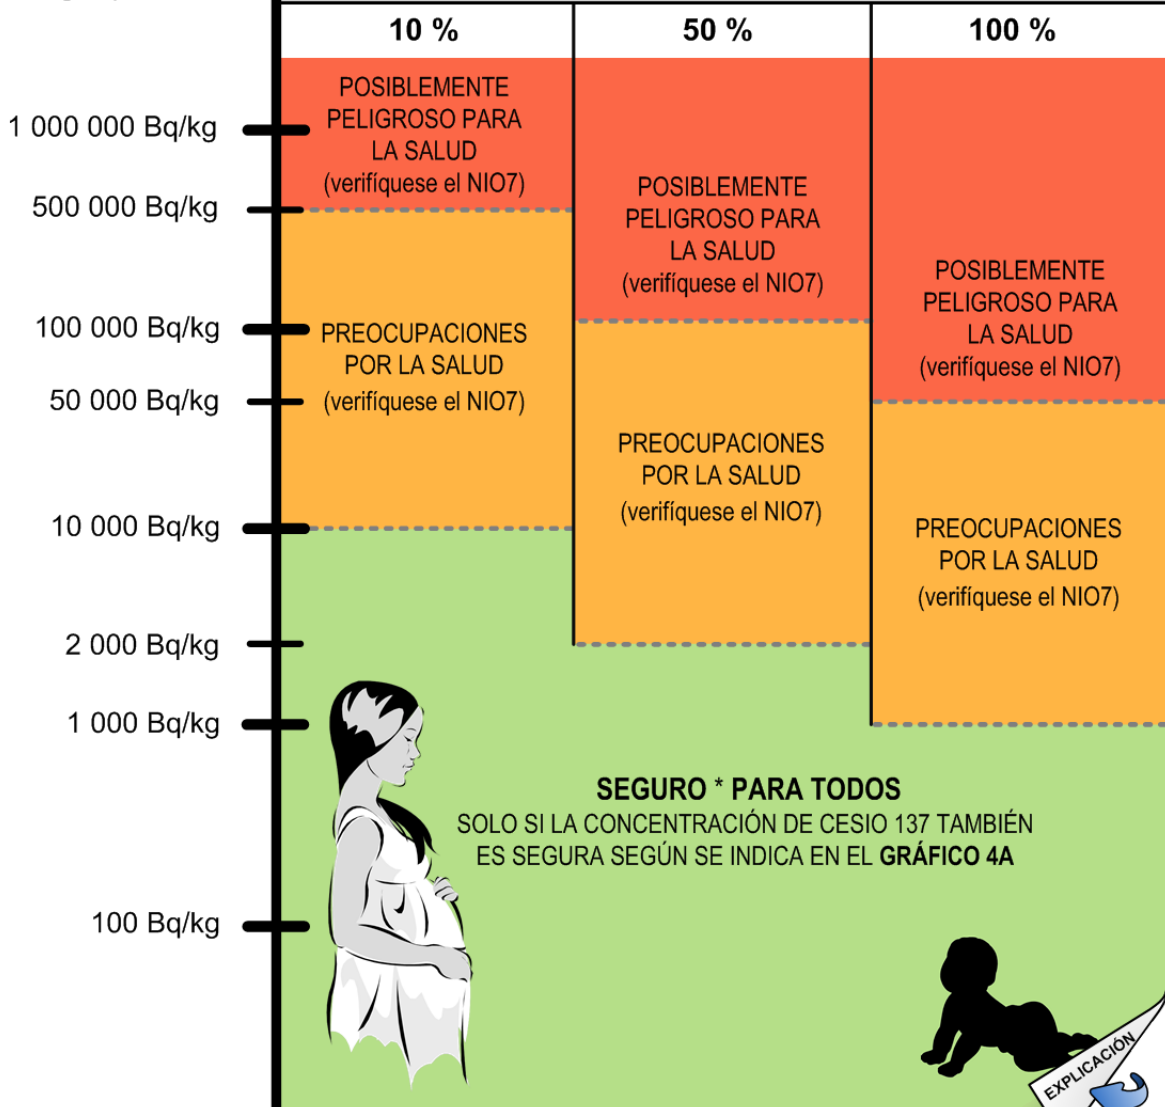 10 %
50 %
100 %
1 000 000 Bq/kg
500 000 Bq/kg
100 000 Bq/kg
50 000 Bq/kg
10 000 Bq/kg
2 000 Bq/kg
1 000 Bq/kg
100 Bq/kg
POSIBLEMENTE
PELIGROSO PARA
LA SALUD
(verifíquese el NIO7)
PREOCUPACIONES
POR LA SALUD
(verifíquese el NIO7)
POSIBLEMENTE
PELIGROSO PARA
LA SALUD
(verifíquese el NIO7)
PREOCUPACIONES
POR LA SALUD
(verifíquese el NIO7)
POSIBLEMENTE
PELIGROSO PARA
LA SALUD
(verifíquese el NIO7)
PREOCUPACIONES
POR LA SALUD
(verifíquese el NIO7)
SEGURO * PARA TODOS
SOLO SI LA CONCENTRACIÓN DE CESIO 137 TAMBIÉN
ES SEGURA SEGÚN SE INDICA EN EL GRÁFICO 4A
EXPLICACIÓN